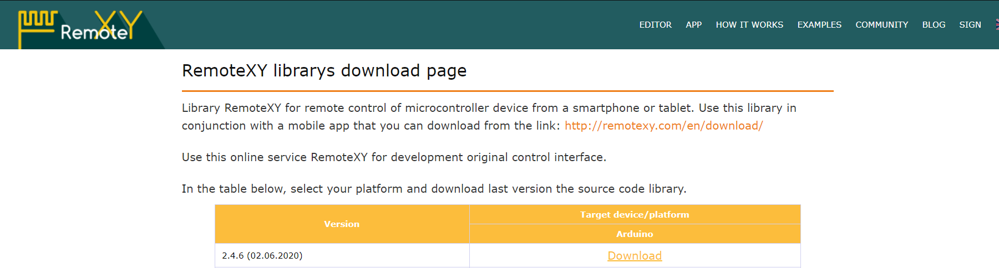 RemoteXY
EDITOR APP HOW IT WORKS EXAMPLES COMMUNITY BLOG SIGN
RemoteXY librarys download page
Library RemoteXY for remote control of microcontroller device from a smartphone or tablet. Use this library in
conjunction with a mobile app that you can download from the link: http://remotexy.com/en/download/
Use this online service RemoteXY for development original control interface.
In the table below, select your platform and download last version the source code library.
Version
Target device/platform
Arduino
2.4.6 (02.06.2020)
Download